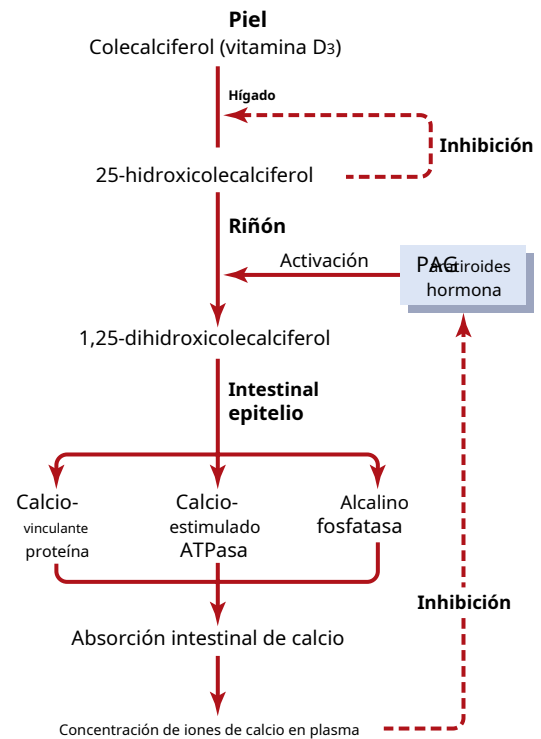 Piel
Colecalciferol (vitamina D3)
Hígado
Inhibición
25-hidroxicolecalciferol
Riñón
Activación
PAG
aratiroides
hormona
1,25-dihidroxicolecalciferol
Intestinal
epitelio
Calcio-
vinculante
proteína
Calcio-
estimulado
ATPasa
Alcalino
fosfatasa
Inhibición
Absorción intestinal de calcio
Concentración de iones de calcio en plasma